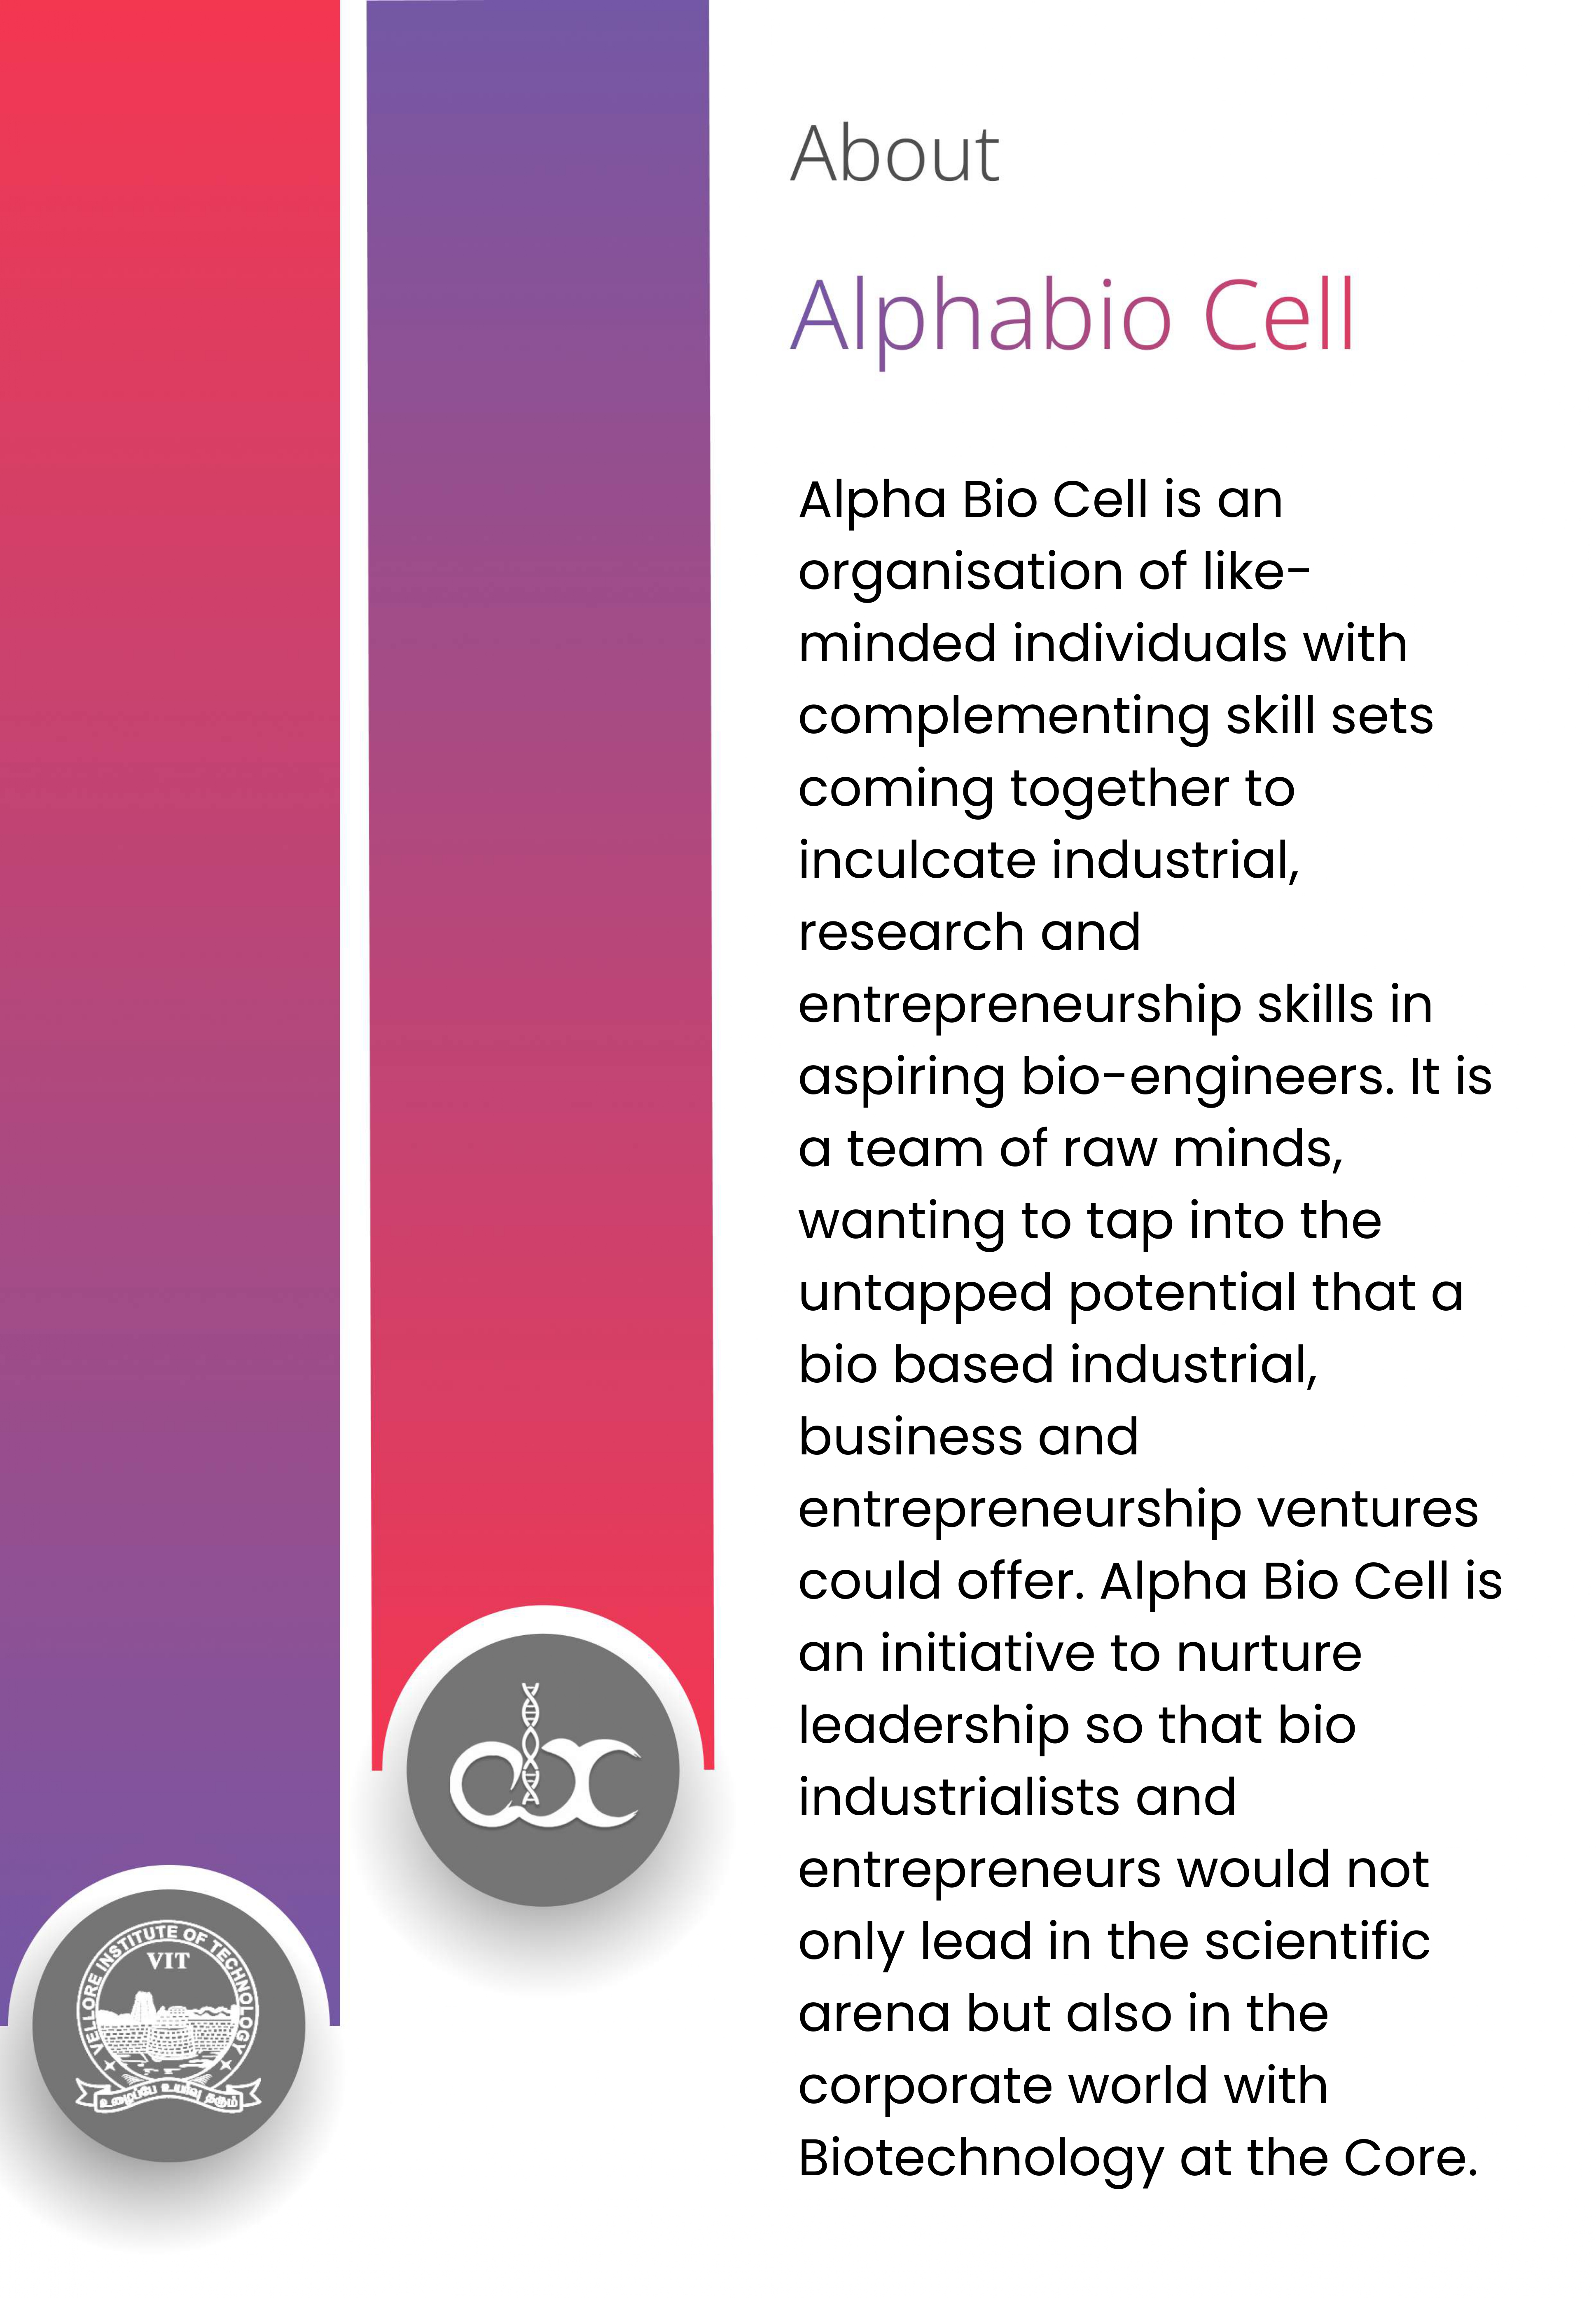 About
Alphabio Cell
Alpha Bio Cell is an
organisation of like-
minded individuals with
complementing skill sets
coming together to
inculcate industrial,
research and
entrepreneurship skills in
aspiring bio-engineers. It is
a team of raw minds,
wanting to tap into the
untapped potential that a
bio based industrial,
business and
entrepreneurship ventures
could offer. Alpha Bio Cell is
an initiative to nurture
leadership so that bio
industrialists and
entrepreneurs would not
only lead in the scientific
arena but also in the
corporate world with
Biotechnology at the Core.
VELLORE INSTITUTE OF TECHNOLOGY
VIT